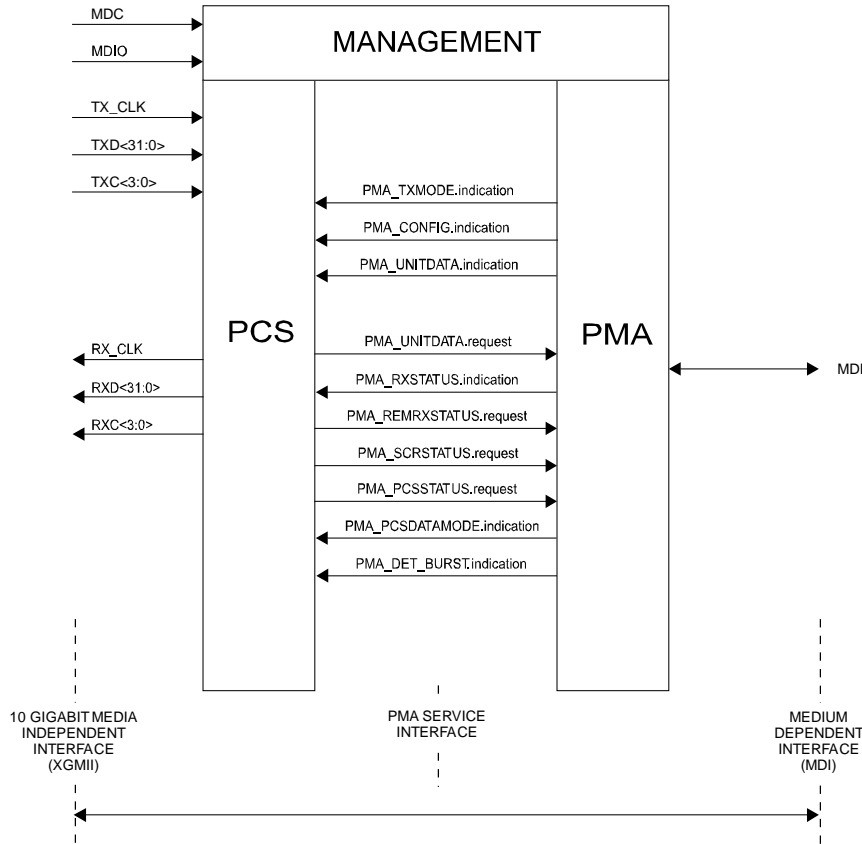 MDC
MANAGEMENT
MDIO
TX_CLK
TXD<31:0>
TXC<3:0>
PMA_TXMODE.indication
PMA_CONFIG.indication
PMA_UNITDATA.indication
PCS
PMA
PMA_UNITDATA.request
RX_CLK
PMA_RXSTATUS.indication
MDI
RXD<31:0>
PMA_REMRXSTATUS.request
RXC<3:0>
PMA_SCRSTATUS.request
PMA_PCSSTATUS.request
PMA_PCSDATAMODE.indication
PMA_DET_BURST.indication
10 GIGABIT MEDIA
INDEPENDENT
INTERFACE
(XGMII)
PMA SERVICE
INTERFACE
MEDIUM
DEPENDENT
INTERFACE
(MDI)